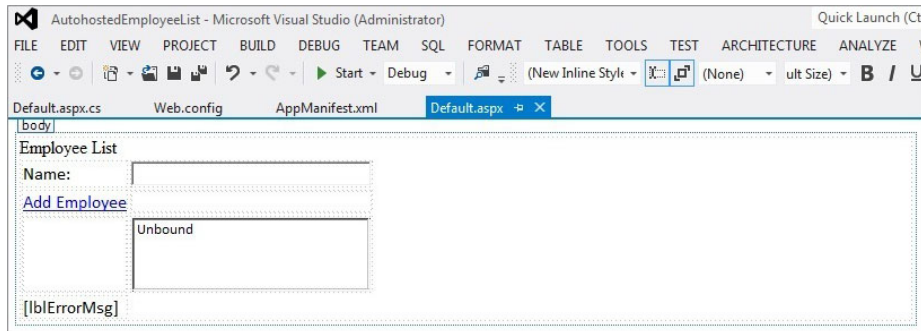 AutohostedEmployeeList - Microsoft Visual Studio (Administrator) Quick Launch (Ct
FILE EDIT VIEW PROJECT BUILD DEBUG TEAM SQL FORMAT TABLE TOOLS TEST ARCHITECTURE ANALYZE
Start Debug (New Inline Style (None) ult Size) B I U
Default.aspx.cs Web.config AppManifest.xml Default.aspx
body
Employee List
Name:
Add Employee
Unbound
[lblErrorMsg]